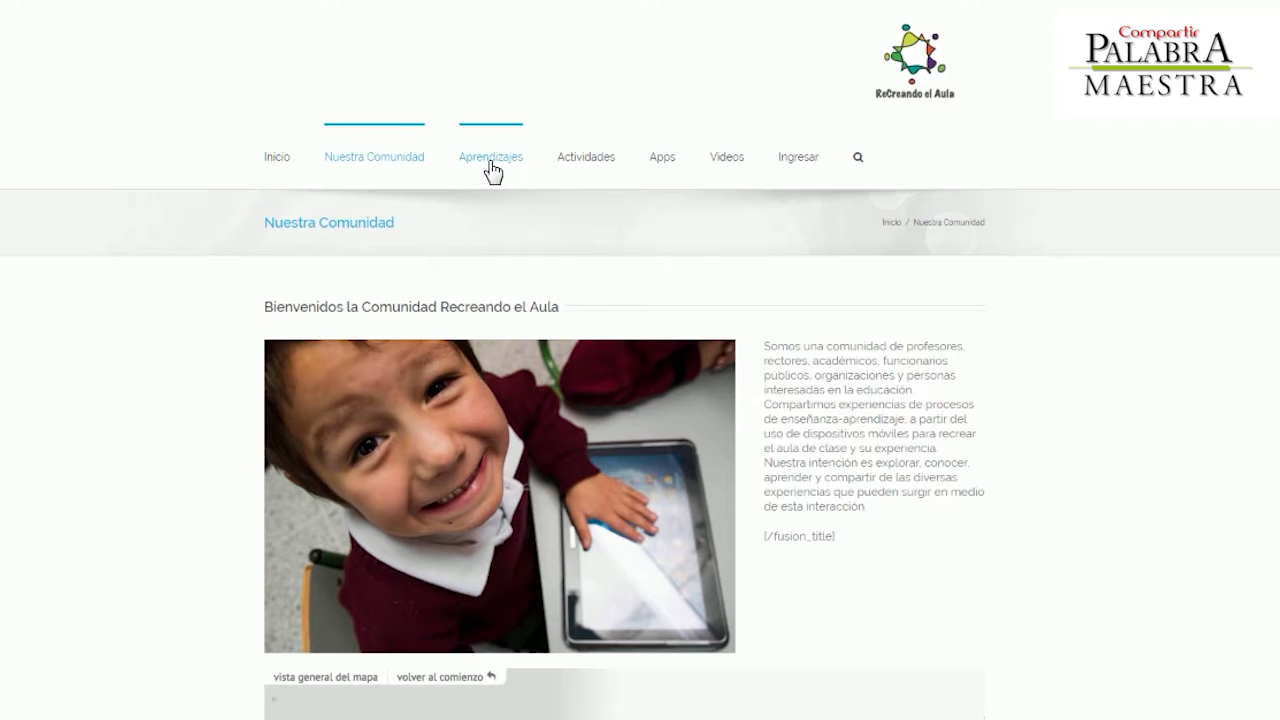 ReCreando el Aula
Compartir
PALABRA
MAESTRA
Inicio
Nuestra Comunidad
Aprendizajes
Actividades
Apps
Videos
Ingresar
Nuestra Comunidad
Inicio / Nuestra Comunidad
Bienvenidos la Comunidad Recreando el Aula
Somos una comunidad de profesores,
rectores, académicos, funcionarios
públicos, organizaciones y personas
interesadas en la educación.
Compartimos experiencias de procesos
de enseñanza-aprendizaje, a partir del
uso de dispositivos móviles para recrear
el aula de clase y su experiencia.
Nuestra intención es explorar, conocer,
aprender y compartir de las diversas
experiencias que pueden surgir en medio
de esta interacción.
[/fusion_title]
vista general del mapa
volver al comienzo